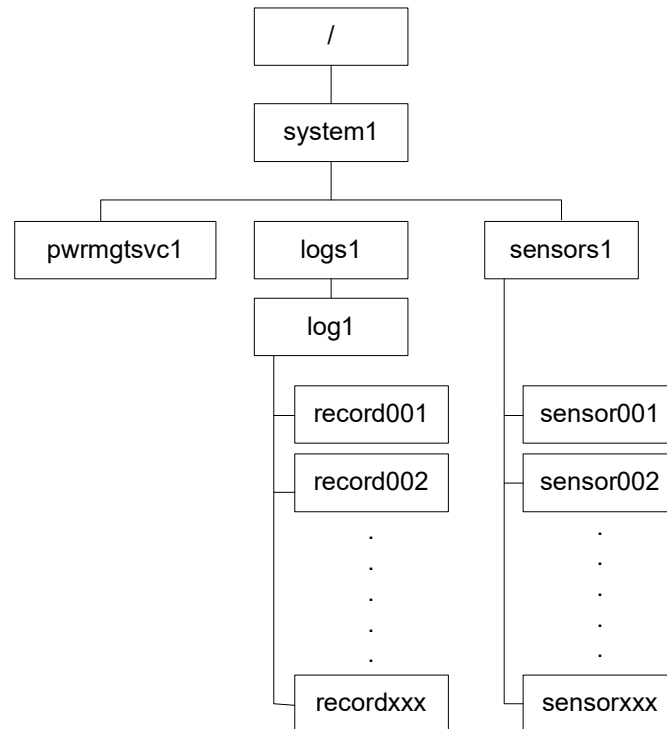 /
system1
pwrmgtsvc1
logs1
sensors1
log1
record001
sensor001
record002
sensor002
.
.
.
.
.
.
.
.
.
.
recordxxx
sensorxxx